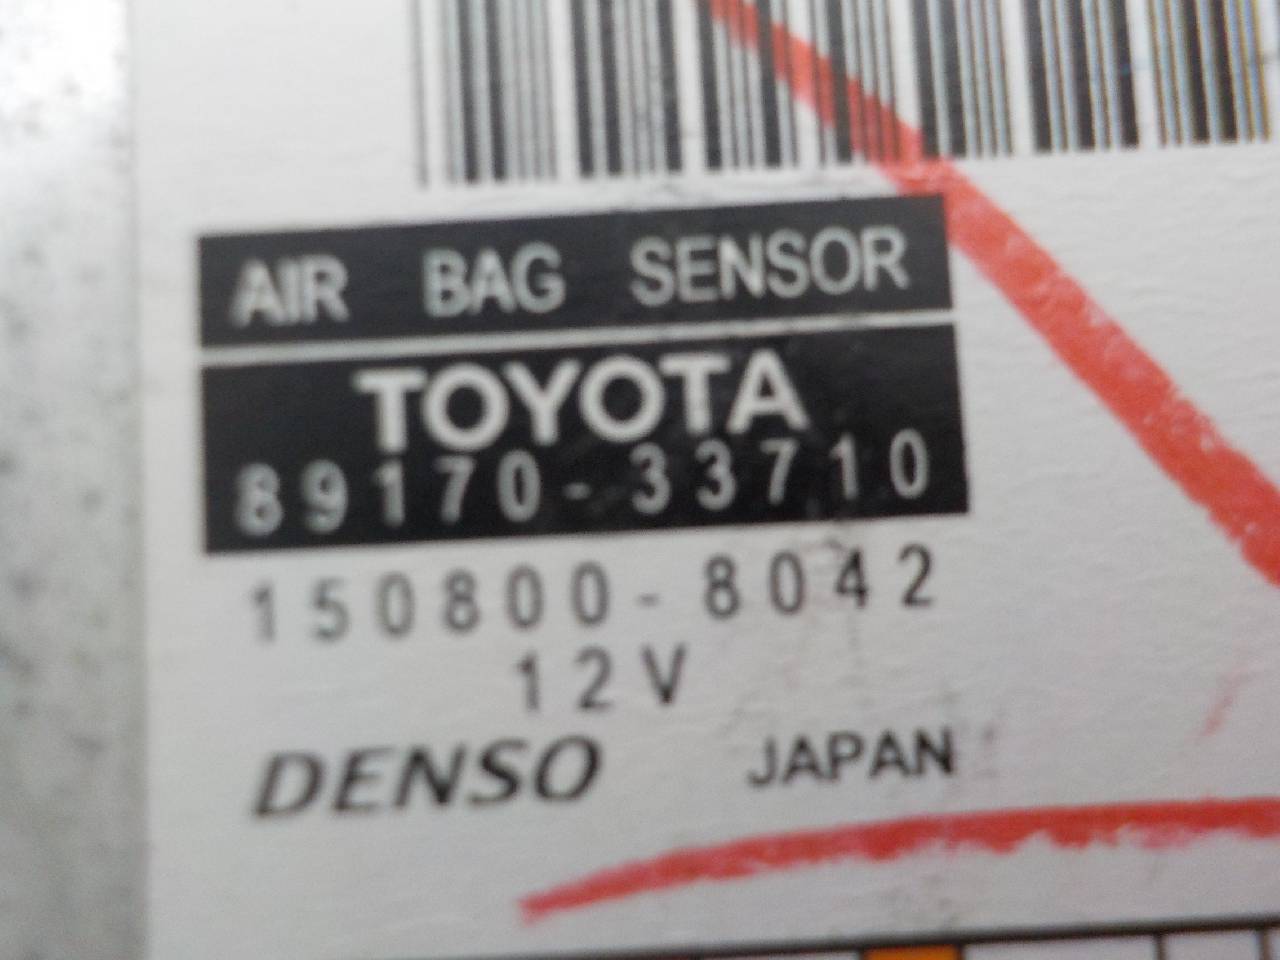 AIR BAG SENSOR
TOYOTA
89170-33710
150800-8042
12V
DENSO JAPAN